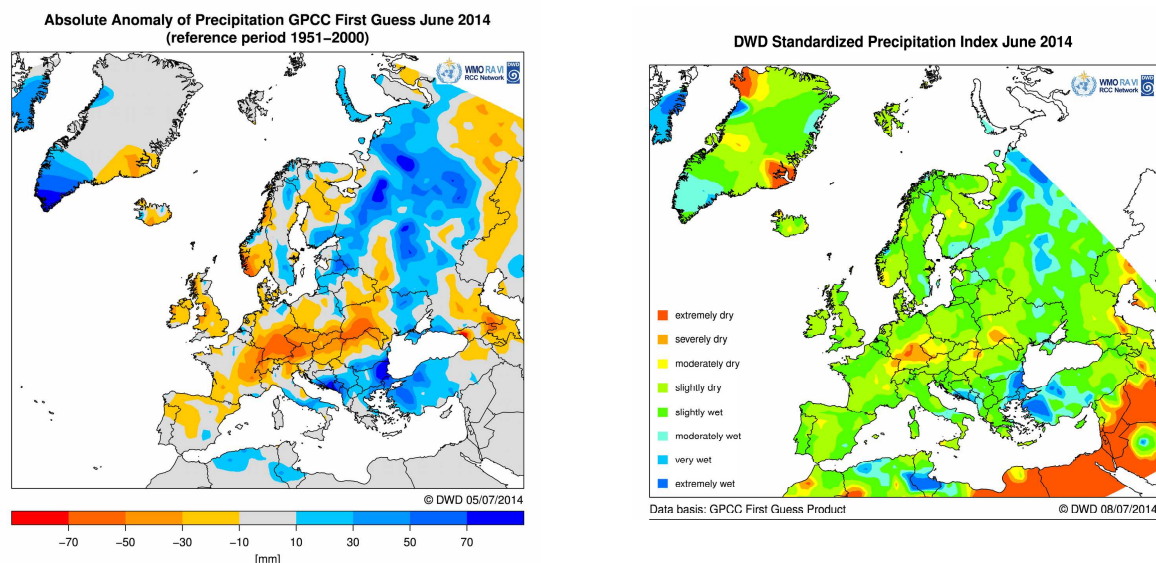 Absolute Anomaly of Precipitation GPCC First Guess June 2014
(reference period 1951−2000)
WMO RA VI
RCC Network
DWD
© DWD 05/07/2014
−70 −50 −30 −10 10 30 50 70
[mm]
DWD Standardized Precipitation Index June 2014
WMO RA VI
RCC Network
DWD
extremely dry
severely dry
moderately dry
slightly dry
slightly wet
moderately wet
very wet
extremely wet
Data basis: GPCC First Guess Product
© DWD 08/07/2014